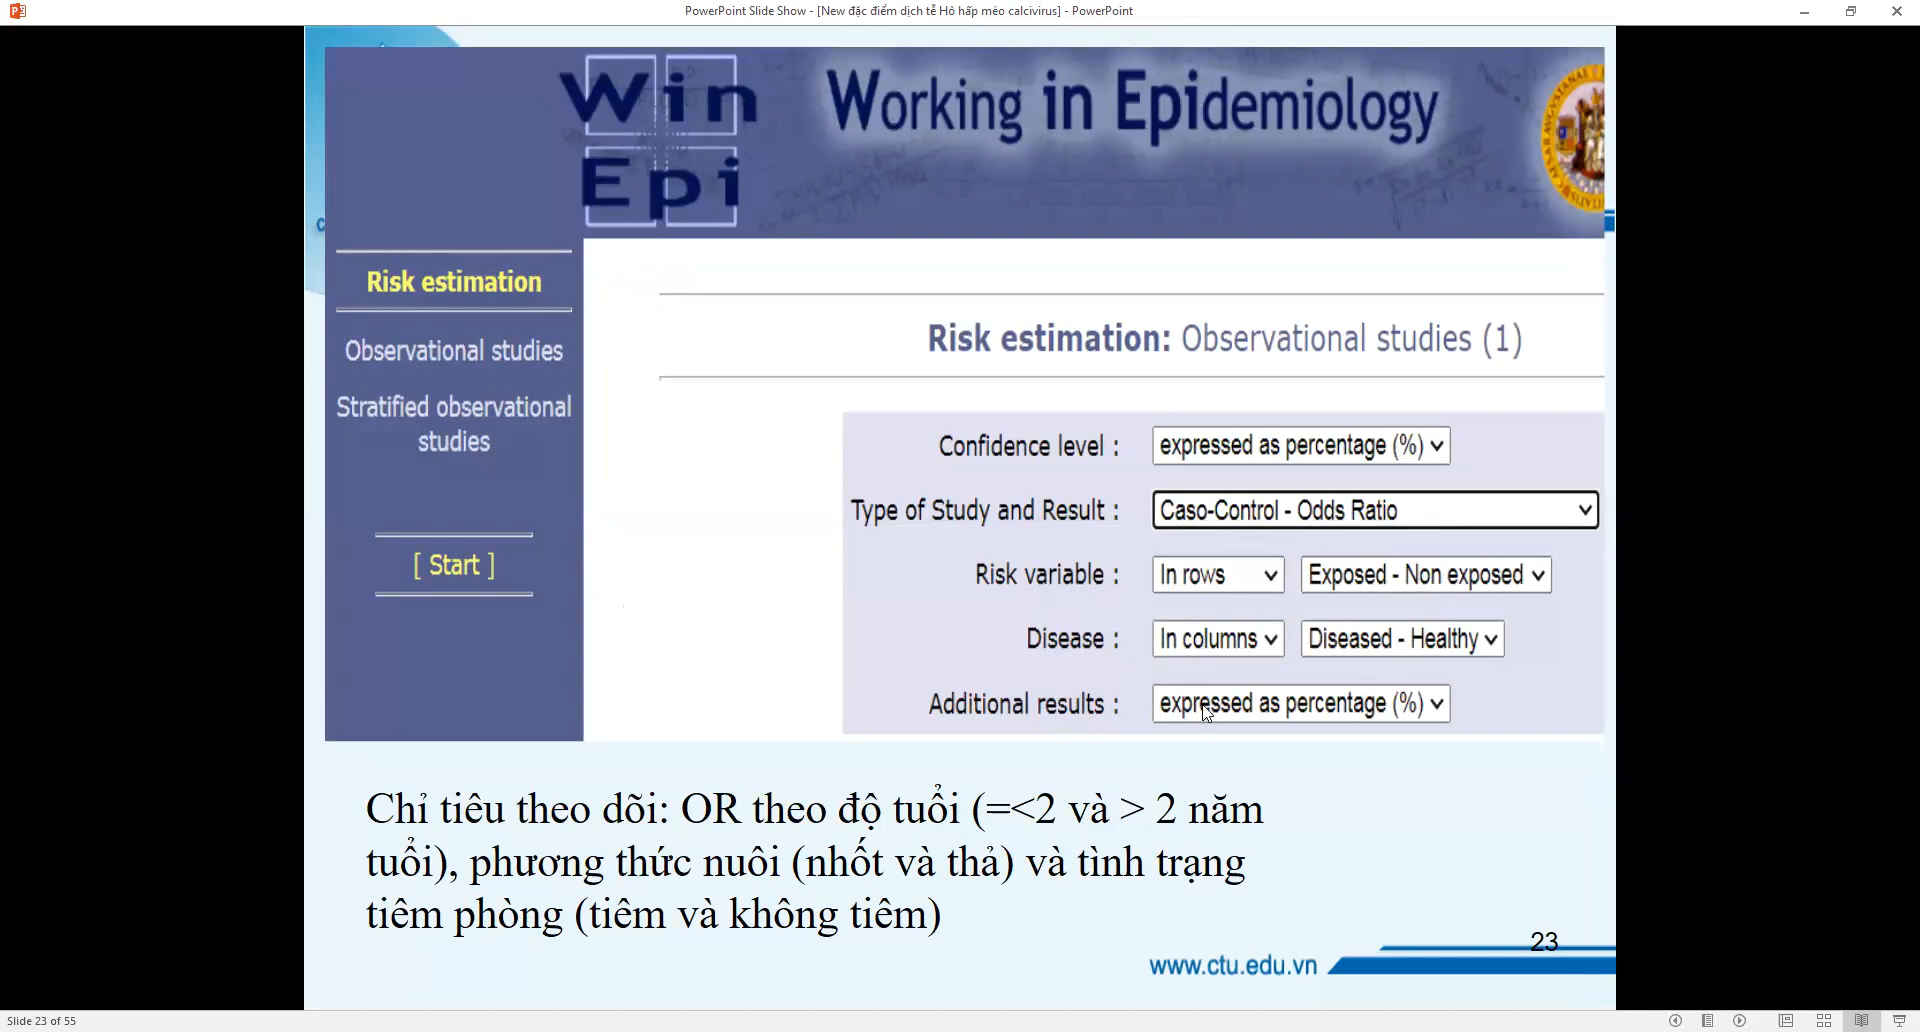 PowerPoint Slide Show - [New đặc điểm dịch tễ Hô hấp mèo calcivirus] - PowerPoint
Win
Epi
Working in Epidemiology
Risk estimation
Observational studies
Stratified observational
studies
[ Start ]
Risk estimation: Observational studies (1)
Confidence level : expressed as percentage (%)
Type of Study and Result : Caso-Control - Odds Ratio
Risk variable : In rows Exposed - Non exposed
Disease : In columns Diseased - Healthy
Additional results : expressed as percentage (%)
Chỉ tiêu theo dõi: OR theo độ tuổi (=<2 và > 2 năm
tuổi), phương thức nuôi (nhốt và thả) và tình trạng
tiêm phòng (tiêm và không tiêm)
23
www.ctu.edu.vn
Slide 23 of 55